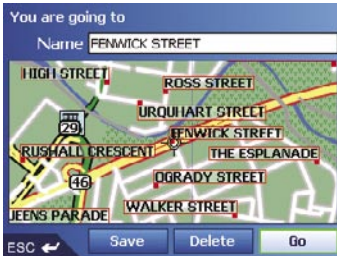 You are going to
Name FENWICK STREET
HIGH STREET
ROSS STREET
URQUHART STREET
29
FENWICK STREET
RUSHALL CRESCENT
THE ESPLANADE
46
OGRADY STREET
WALKER STREET
UEENS PARADE
ESC Save Delete Go